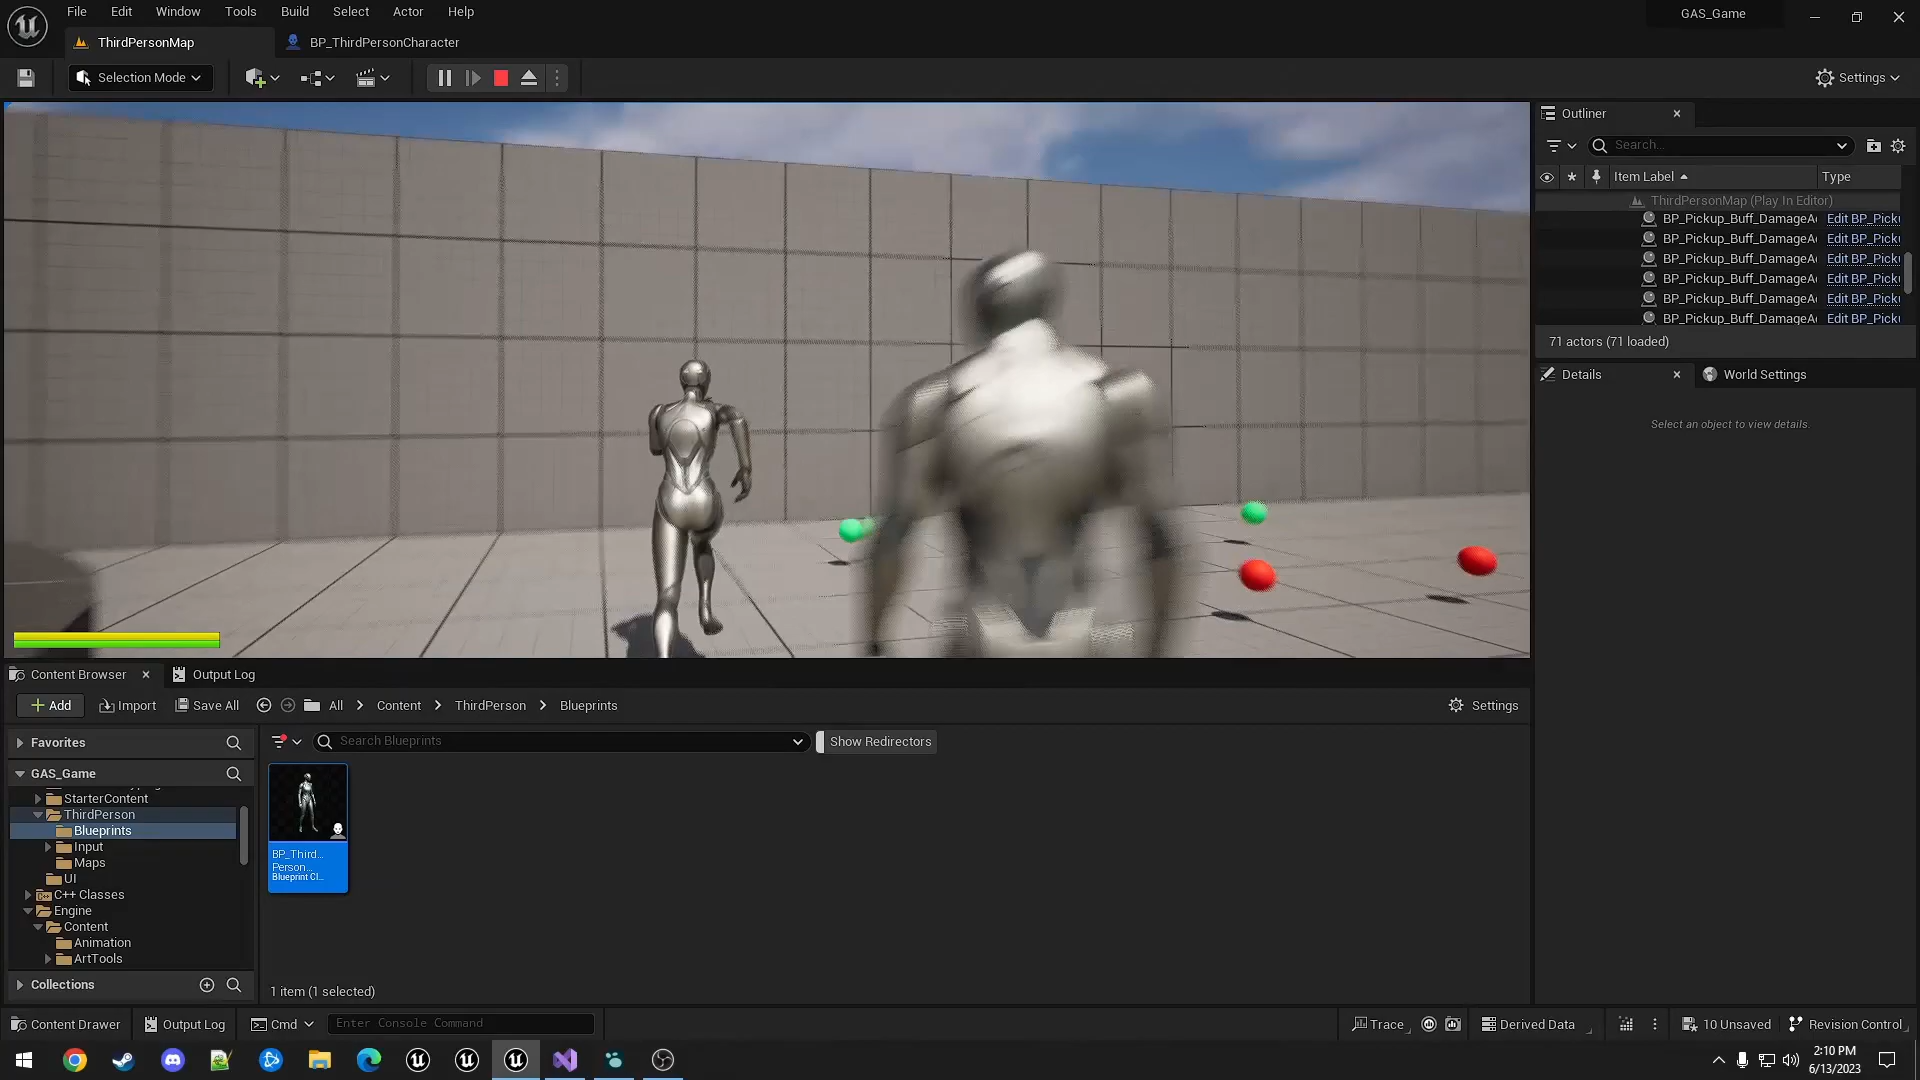 File Edit Window Tools Build Select Actor Help
GAS_Game
ThirdPersonMap
BP_ThirdPersonCharacter
Selection Mode
Settings
Outliner
Search...
Item Label
Type
ThirdPersonMap (Play In Editor)
BP_Pickup_Buff_DamageA Edit BP_Pick
BP_Pickup_Buff_DamageA Edit BP_Pick
BP_Pickup_Buff_DamageA Edit BP_Pick
BP_Pickup_Buff_DamageA Edit BP_Pick
BP_Pickup_Buff_DamageA Edit BP_Pick
BP_Pickup_Buff_DamageA Edit BP_Pick
71 actors (71 loaded)
Details
World Settings
Select an object to view details.
Content Browser
Output Log
Add
Import
Save All
All
Content
ThirdPerson
Blueprints
Settings
Favorites
Search Blueprints
Show Redirectors
GAS_Game
StarterContent
ThirdPerson
Blueprints
Input
Maps
UI
C++ Classes
Engine
Content
Animation
ArtTools
Collections
BP_Third...
Person...
Blueprint Cl...
1 item (1 selected)
Content Drawer
Output Log
Cmd
Enter Console Command
Trace
Derived Data
10 Unsaved
Revision Control
2:10 PM
6/13/2023